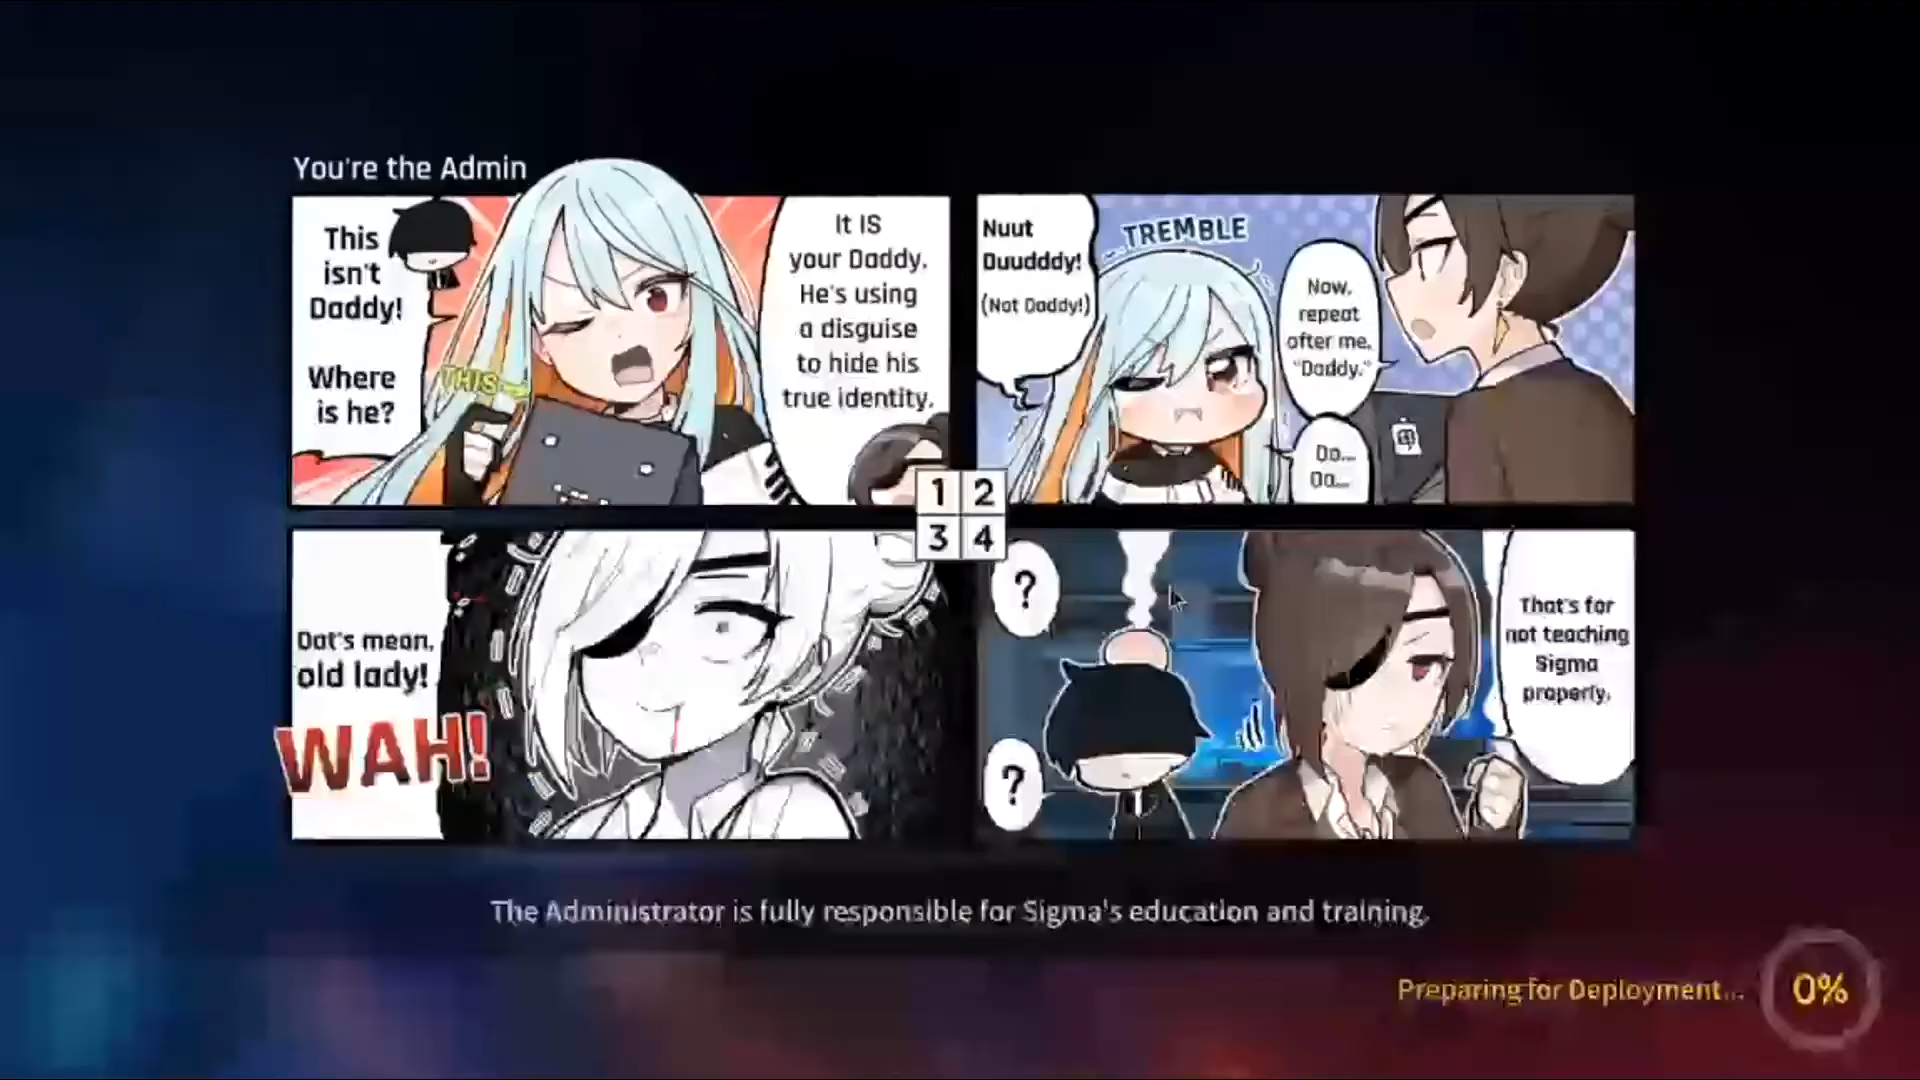 You're the Admin
This
isn't
Daddy!
Where
is he?
THIS
It IS
your Daddy.
He's using
a disguise
to hide his
true identity.
Nuut
Duudddy!
(Not Daddy!)
TREMBLE
Now,
repeat
after me.
"Daddy."
Da...
Da...
1 2
3 4
Dat's mean,
old lady!
WAH!
?
?
That's for
not teaching
Sigma
properly.
The Administrator is fully responsible for Sigma's education and training.
Preparing for Deployment...
0%